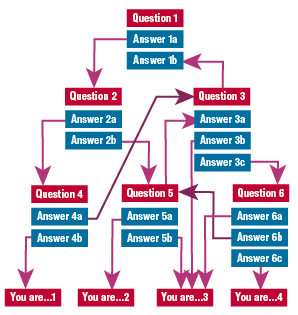 Question 1
Answer 1a
Answer 1b
Question 2
Answer 2a
Answer 2b
Question 3
Answer 3a
Answer 3b
Answer 3c
Question 4
Answer 4a
Answer 4b
Question 5
Answer 5a
Answer 5b
Question 6
Answer 6a
Answer 6b
Answer 6c
You are...1
You are...2
You are...3
You are...4